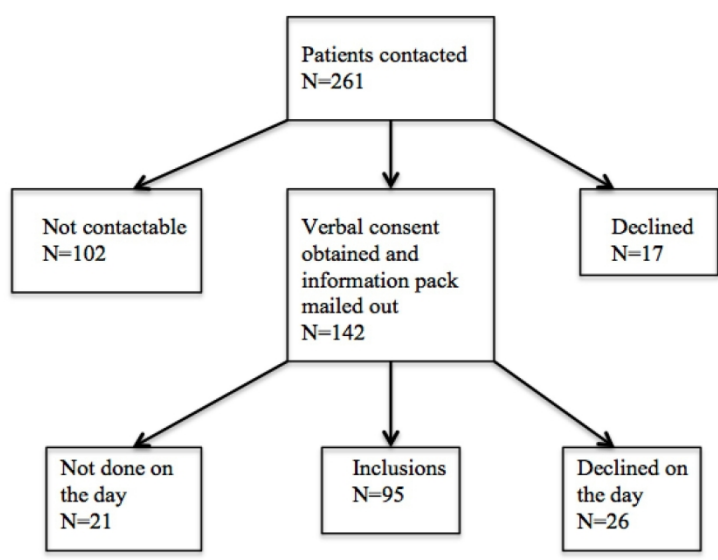 Patients contacted
N=261
Not contactable
N=102
Verbal consent
obtained and
information pack
mailed out
N=142
Declined
N=17
Not done on
the day
N=21
Inclusions
N=95
Declined on
the day
N=26